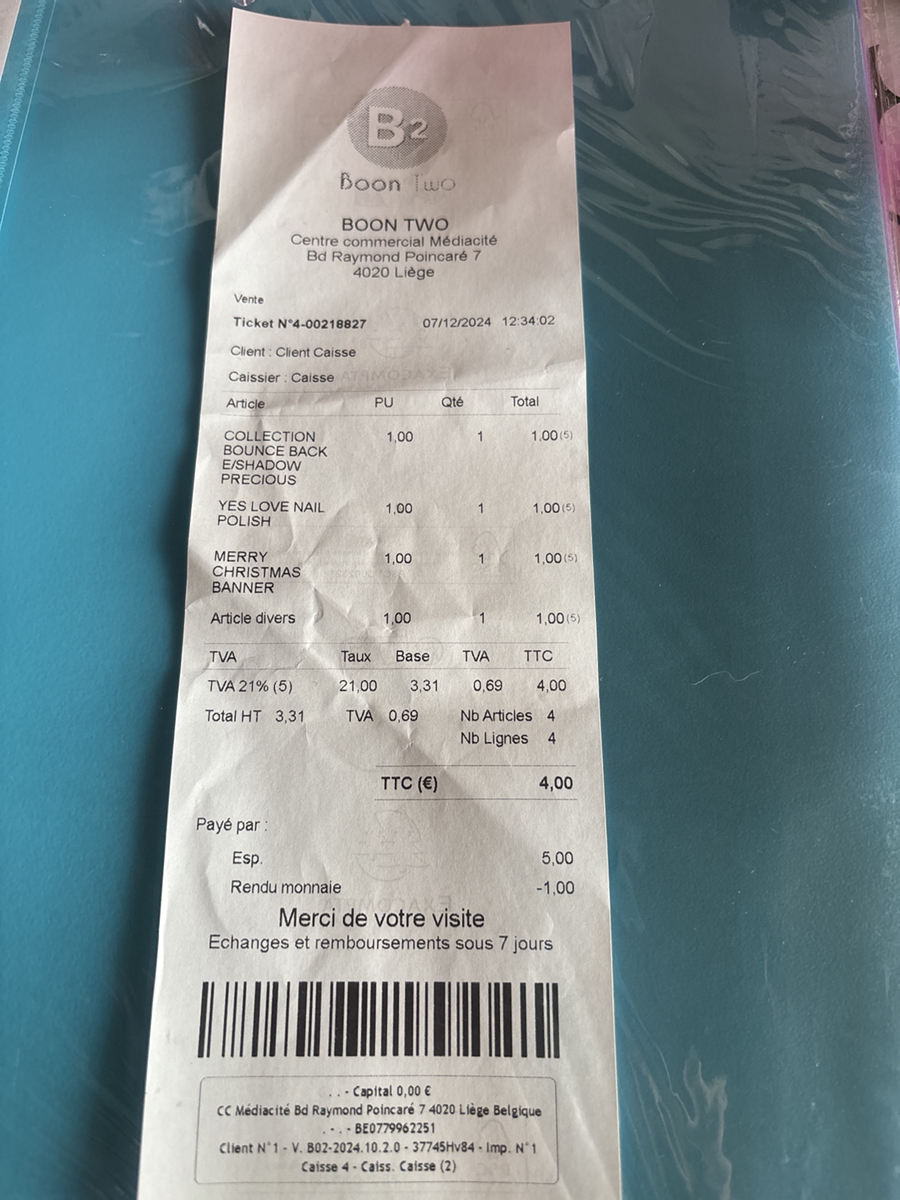 B2
Boon Two
BOON TWO
Centre commercial Médiacité
Bd Raymond Poincaré 7
4020 Liège
Vente
Ticket N°4-00218827 07/12/2024 12:34:02
Client : Client Caisse
Caissier : Caisse
Article PU Qté Total
COLLECTION 1,00 1 1,00(5)
BOUNCE BACK
E/SHADOW
PRECIOUS
YES LOVE NAIL 1,00 1 1,00(5)
POLISH
MERRY 1,00 1 1,00(5)
CHRISTMAS
BANNER
Article divers 1,00 1 1,00(5)
TVA Taux Base TVA TTC
TVA 21% (5) 21,00 3,31 0,69 4,00
Total HT 3,31 TVA 0,69 Nb Articles 4
Nb Lignes 4
TTC (€) 4,00
Payé par :
Esp. 5,00
Rendu monnaie -1,00
Merci de votre visite
Echanges et remboursements sous 7 jours
. . - Capital 0,00 €
CC Médiacité Bd Raymond Poincaré 7 4020 Liège Belgique
. - . - BE0779962251
Client N°1 - V. B02-2024.10.2.0 - 37745Hv84 - Imp. N°1
Caisse 4 - Caiss. Caisse (2)